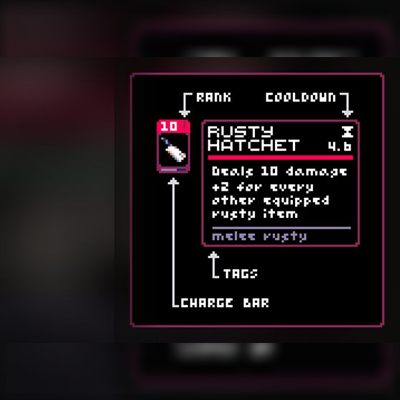 RANK
COOLDOWN
10
RUSTY
HATCHET
4.6
Deals 10 damage
+2 for every
other equipped
rusty item
melee rusty
TAGS
CHARGE BAR